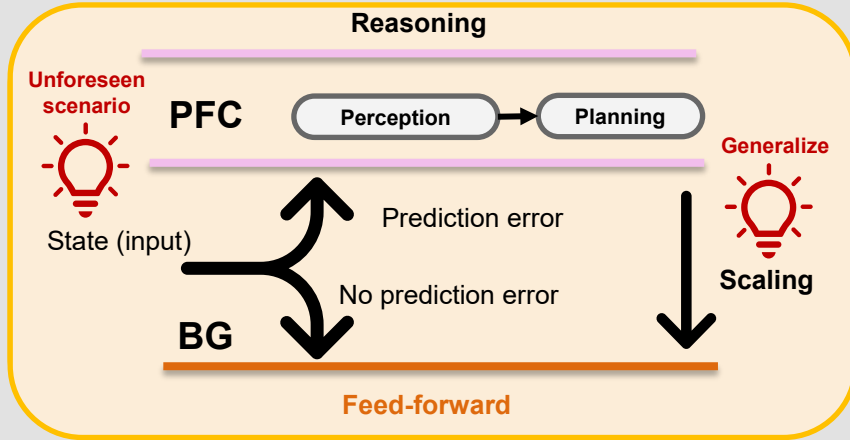 Reasoning
Unforeseen
scenario
PFC
Perception
Planning
Generalize
Prediction error
State (input)
Scaling
No prediction error
BG
Feed-forward